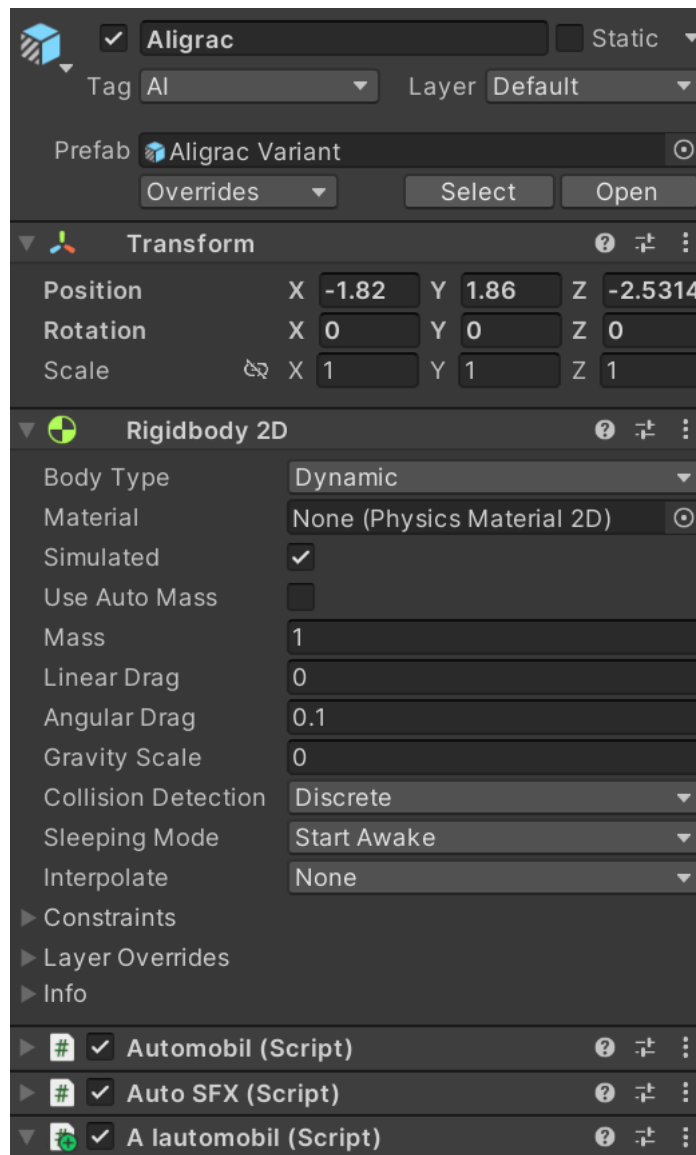 Aligrac Static
Tag AI Layer Default
Prefab Aligrac Variant
Overrides Select Open
Transform
Position X -1.82 Y 1.86 Z -2.5314
Rotation X 0 Y 0 Z 0
Scale X 1 Y 1 Z 1
Rigidbody 2D
Body Type Dynamic
Material None (Physics Material 2D)
Simulated
Use Auto Mass
Mass 1
Linear Drag 0
Angular Drag 0.1
Gravity Scale 0
Collision Detection Discrete
Sleeping Mode Start Awake
Interpolate None
Constraints
Layer Overrides
Info
# Automobil (Script)
# Auto SFX (Script)
# A Iautomobil (Script)